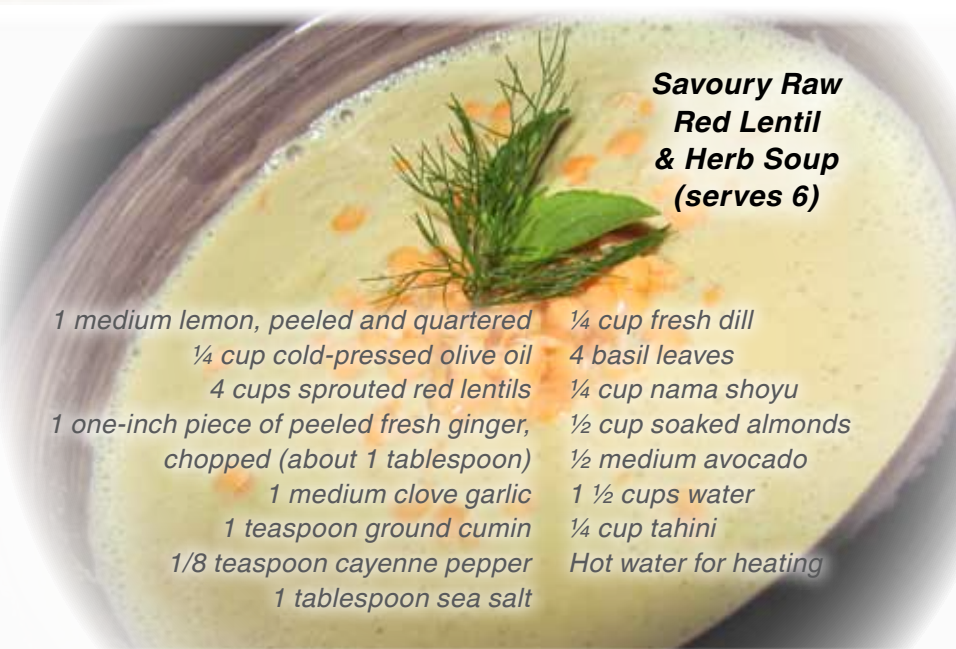 Savoury Raw
Red Lentil
& Herb Soup
(serves 6)
1 medium lemon, peeled and quartered
¼ cup cold-pressed olive oil
4 cups sprouted red lentils
1 one-inch piece of peeled fresh ginger,
chopped (about 1 tablespoon)
1 medium clove garlic
1 teaspoon ground cumin
1/8 teaspoon cayenne pepper
1 tablespoon sea salt
¼ cup fresh dill
4 basil leaves
¼ cup nama shoyu
½ cup soaked almonds
½ medium avocado
1 ½ cups water
¼ cup tahini
Hot water for heating